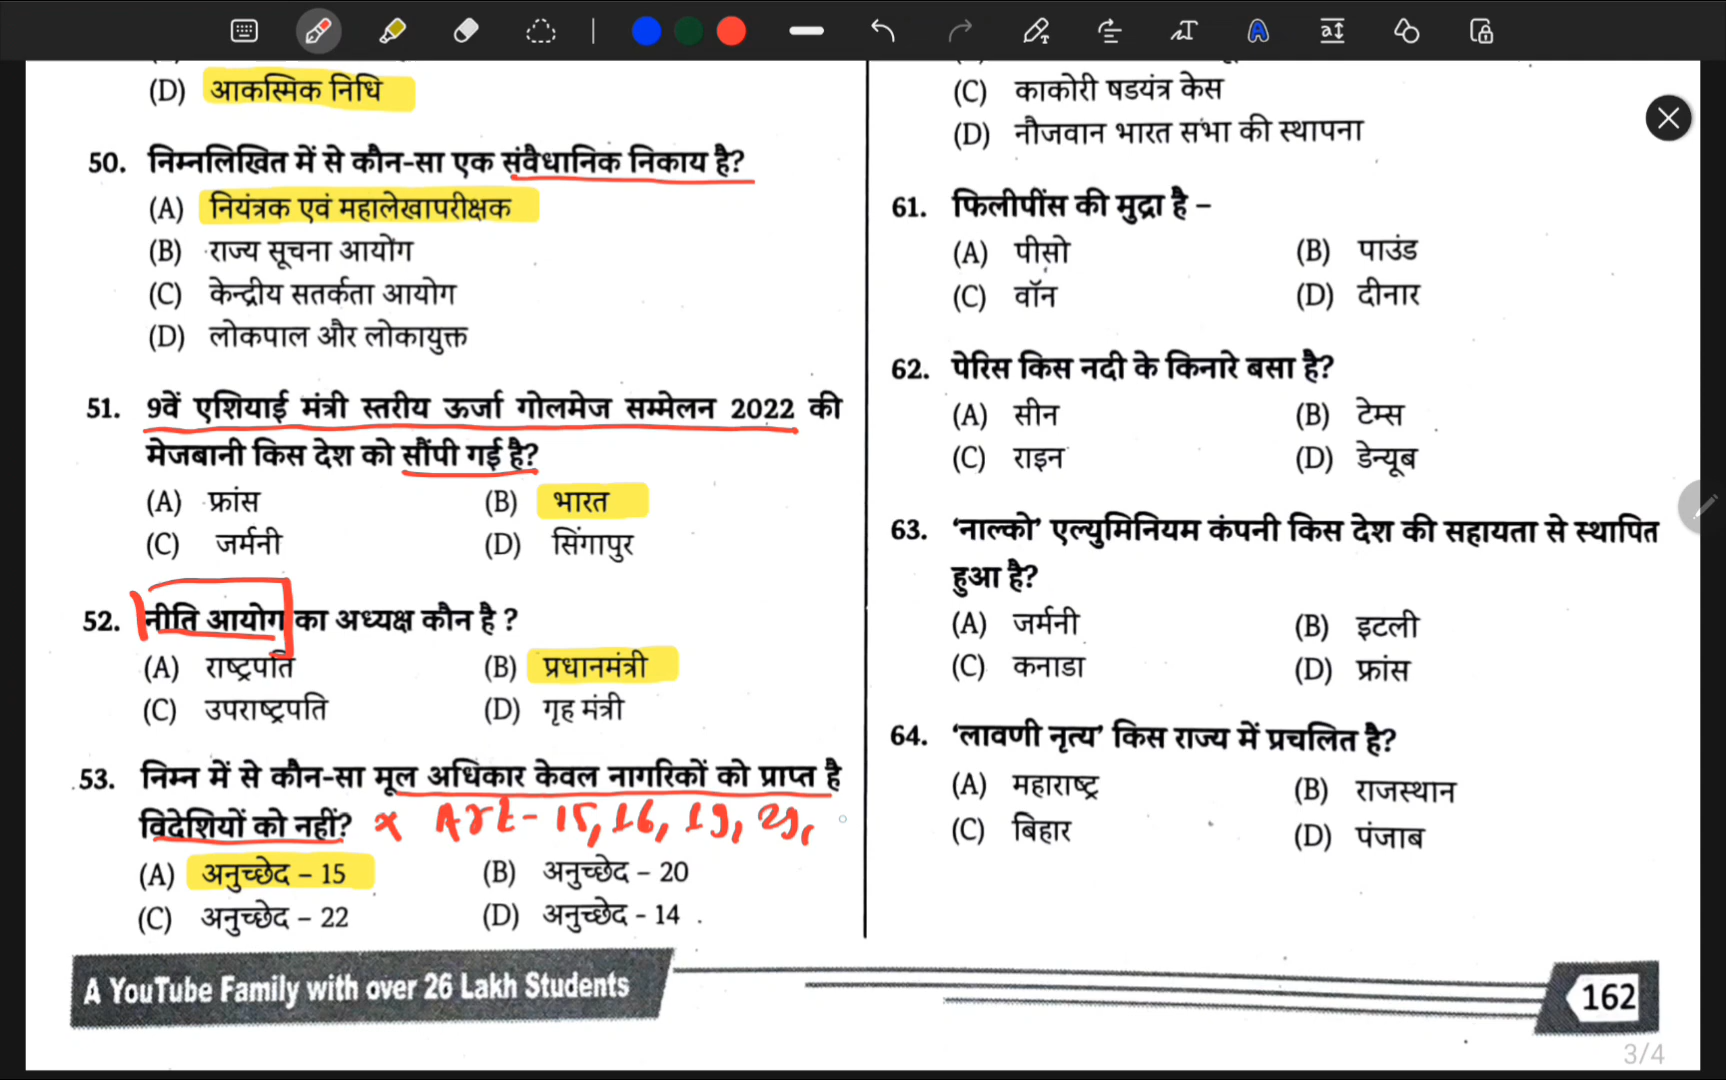 (D) आकस्मिक निधि
50. निम्नलिखित में से कौन-सा एक संवैधानिक निकाय है?
(A) नियंत्रक एवं महालेखापरीक्षक
(B) राज्य सूचना आयोग
(C) केन्द्रीय सतर्कता आयोग
(D) लोकपाल और लोकायुक्त
51. 9वें एशियाई मंत्री स्तरीय ऊर्जा गोलमेज सम्मेलन 2022 की
मेजबानी किस देश को सौंपी गई है?
(A) फ्रांस (B) भारत
(C) जर्मनी (D) सिंगापुर
52. नीति आयोग का अध्यक्ष कौन है ?
(A) राष्ट्रपति (B) प्रधानमंत्री
(C) उपराष्ट्रपति (D) गृह मंत्री
53. निम्न में से कौन-सा मूल अधिकार केवल नागरिकों को प्राप्त है
विदेशियों को नहीं? x Art - 15, 16, 19, 29,
(A) अनुच्छेद – 15 (B) अनुच्छेद – 20
(C) अनुच्छेद – 22 (D) अनुच्छेद - 14
(C) काकोरी षडयंत्र केस
(D) नौजवान भारत सभा की स्थापना
61. फिलीपींस की मुद्रा है –
(A) पीसो (B) पाउंड
(C) वॉन (D) दीनार
62. पेरिस किस नदी के किनारे बसा है?
(A) सीन (B) टेम्स
(C) राइन (D) डेन्यूब
63. ‘नाल्को’ एल्युमिनियम कंपनी किस देश की सहायता से स्थापित
हुआ है?
(A) जर्मनी (B) इटली
(C) कनाडा (D) फ्रांस
64. ‘लावणी नृत्य’ किस राज्य में प्रचलित है?
(A) महाराष्ट्र (B) राजस्थान
(C) बिहार (D) पंजाब
A YouTube Family with over 26 Lakh Students
162
3/4